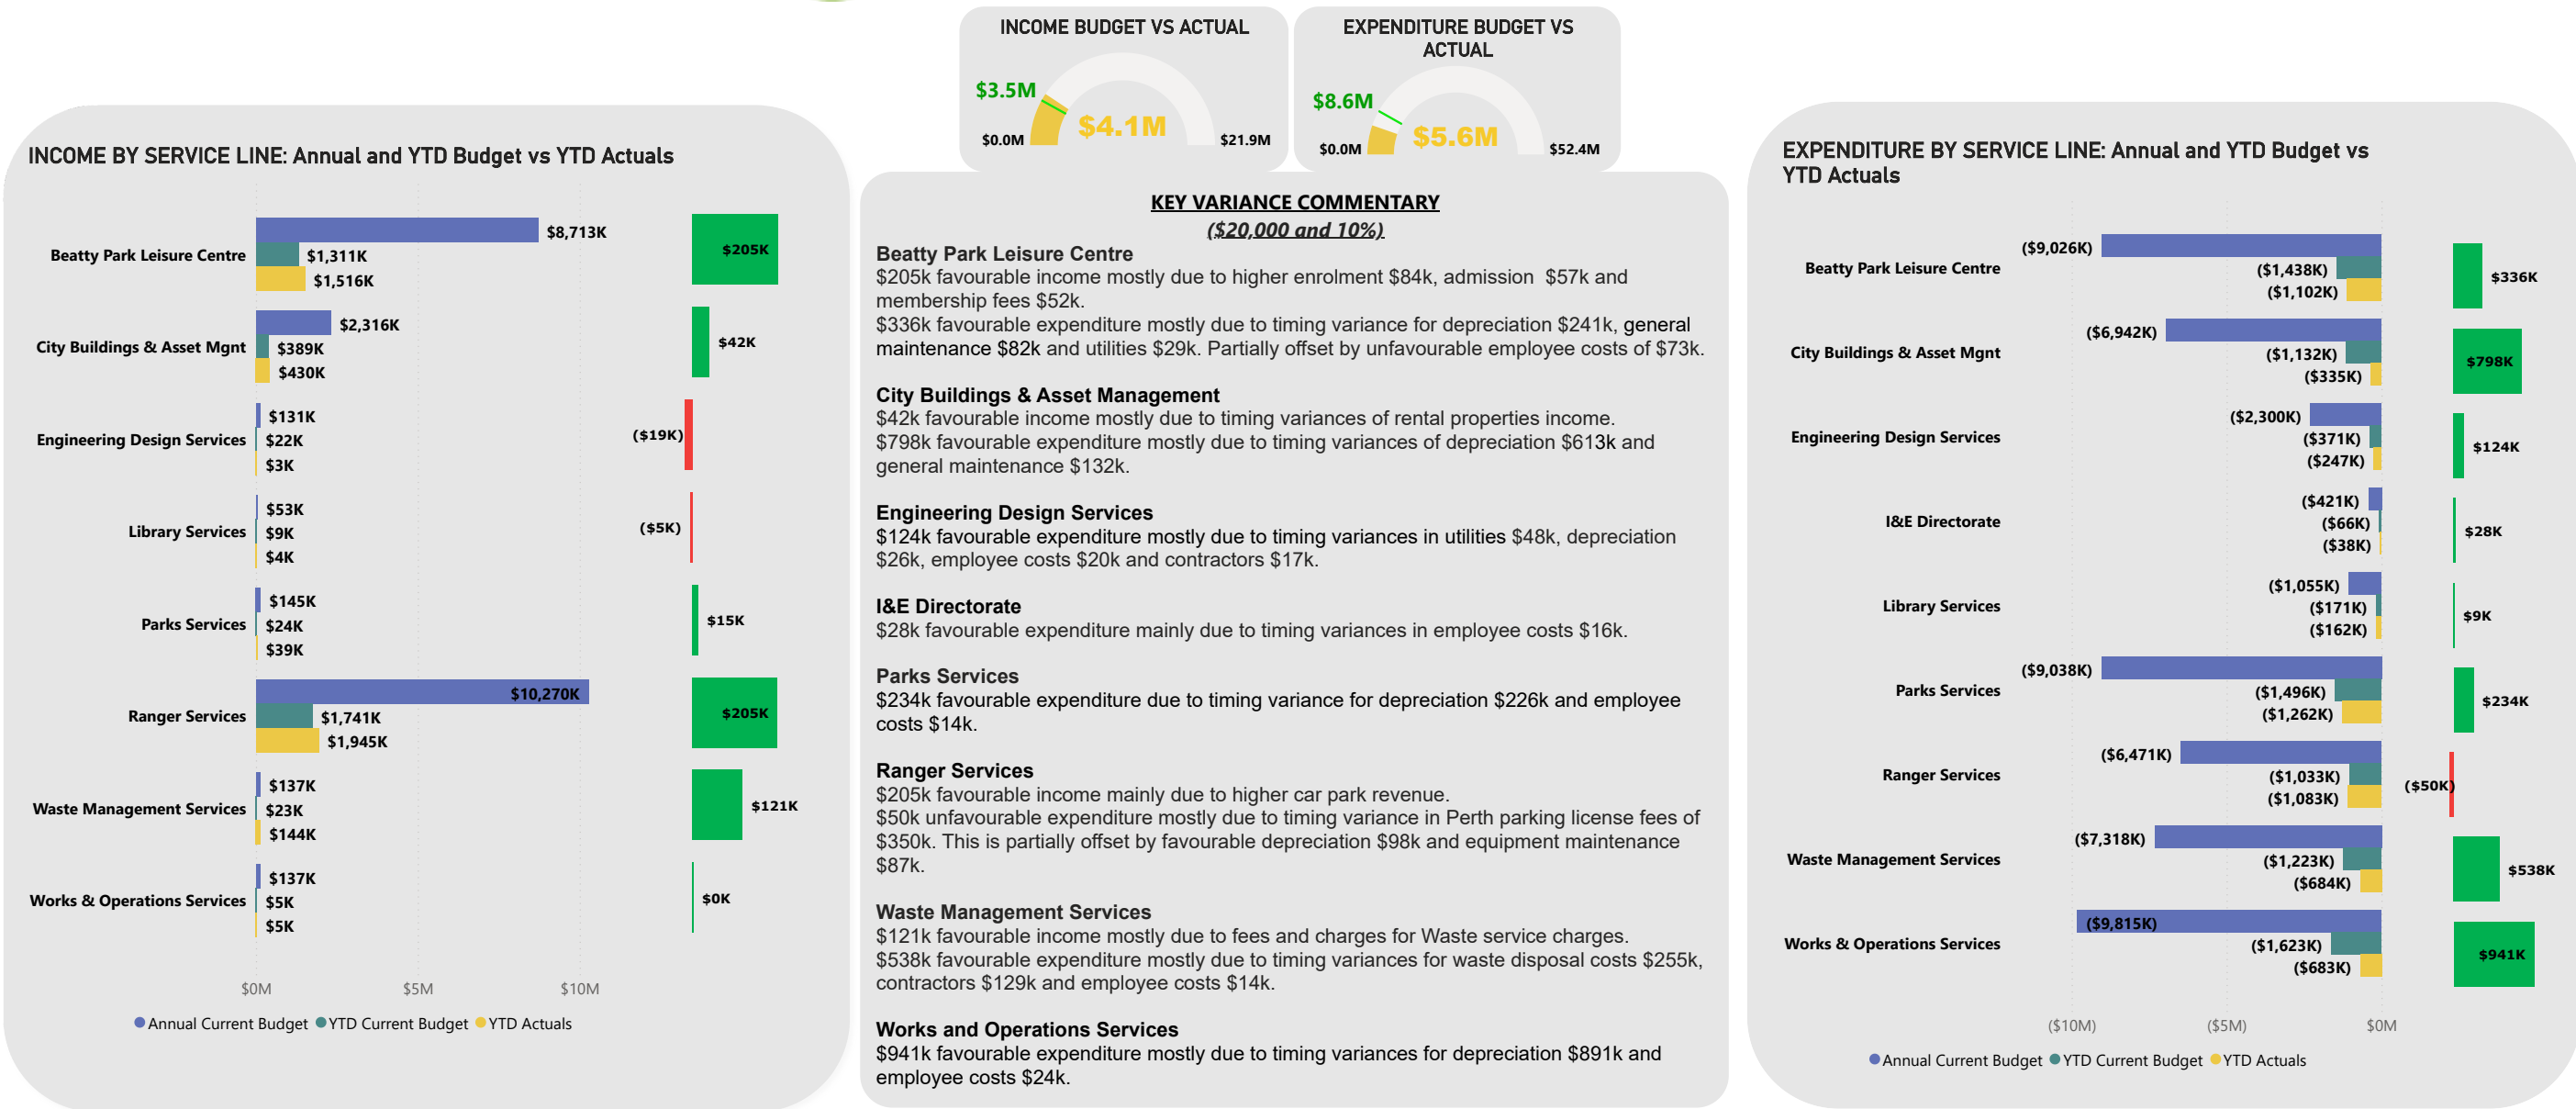 INCOME BUDGET VS ACTUAL
$3.5M
$4.1M
$0.0M
$21.9M
EXPENDITURE BUDGET VS
ACTUAL
$8.6M
$5.6M
$0.0M
$52.4M
INCOME BY SERVICE LINE: Annual and YTD Budget vs YTD Actuals
Beatty Park Leisure Centre
$8,713K
$1,311K
$1,516K
$205K
City Buildings & Asset Mgnt
$2,316K
$389K
$430K
$42K
Engineering Design Services
$131K
$22K
$3K
($19K)
Library Services
$53K
$9K
$4K
($5K)
Parks Services
$145K
$24K
$39K
$15K
Ranger Services
$10,270K
$1,741K
$1,945K
$205K
Waste Management Services
$137K
$23K
$144K
$121K
Works & Operations Services
$137K
$5K
$5K
$0K
$0M $5M $10M
Annual Current Budget YTD Current Budget YTD Actuals
KEY VARIANCE COMMENTARY
($20,000 and 10%)
Beatty Park Leisure Centre
$205k favourable income mostly due to higher enrolment $84k, admission $57k and
membership fees $52k.
$336k favourable expenditure mostly due to timing variance for depreciation $241k, general
maintenance $82k and utilities $29k. Partially offset by unfavourable employee costs of $73k.
City Buildings & Asset Management
$42k favourable income mostly due to timing variances of rental properties income.
$798k favourable expenditure mostly due to timing variances of depreciation $613k and
general maintenance $132k.
Engineering Design Services
$124k favourable expenditure mostly due to timing variances in utilities $48k, depreciation
$26k, employee costs $20k and contractors $17k.
I&E Directorate
$28k favourable expenditure mainly due to timing variances in employee costs $16k.
Parks Services
$234k favourable expenditure due to timing variance for depreciation $226k and employee
costs $14k.
Ranger Services
$205k favourable income mainly due to higher car park revenue.
$50k unfavourable expenditure mostly due to timing variance in Perth parking license fees of
$350k. This is partially offset by favourable depreciation $98k and equipment maintenance
$87k.
Waste Management Services
$121k favourable income mostly due to fees and charges for Waste service charges.
$538k favourable expenditure mostly due to timing variances for waste disposal costs $255k,
contractors $129k and employee costs $14k.
Works and Operations Services
$941k favourable expenditure mostly due to timing variances for depreciation $891k and
employee costs $24k.
EXPENDITURE BY SERVICE LINE: Annual and YTD Budget vs
YTD Actuals
Beatty Park Leisure Centre
($9,026K)
($1,438K)
($1,102K)
$336K
City Buildings & Asset Mgnt
($6,942K)
($1,132K)
($335K)
$798K
Engineering Design Services
($2,300K)
($371K)
($247K)
$124K
I&E Directorate
($421K)
($66K)
($38K)
$28K
Library Services
($1,055K)
($171K)
($162K)
$9K
Parks Services
($9,038K)
($1,496K)
($1,262K)
$234K
Ranger Services
($6,471K)
($1,033K)
($1,083K)
($50K)
Waste Management Services
($7,318K)
($1,223K)
($684K)
$538K
Works & Operations Services
($9,815K)
($1,623K)
($683K)
$941K
($10M) ($5M) $0M
Annual Current Budget YTD Current Budget YTD Actuals